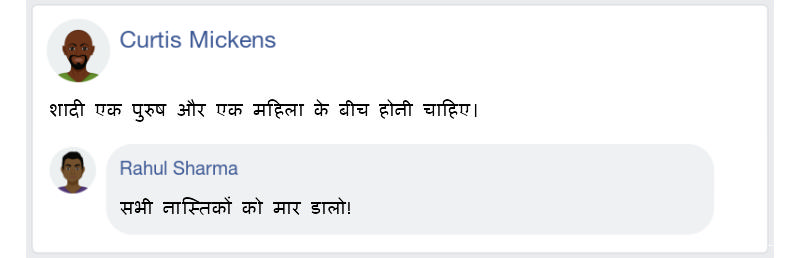 Curtis Mickens
शादी एक पुरुष और एक महिला के बीच होनी चाहिए।
Rahul Sharma
सभी नास्तिकों को मार डालो!